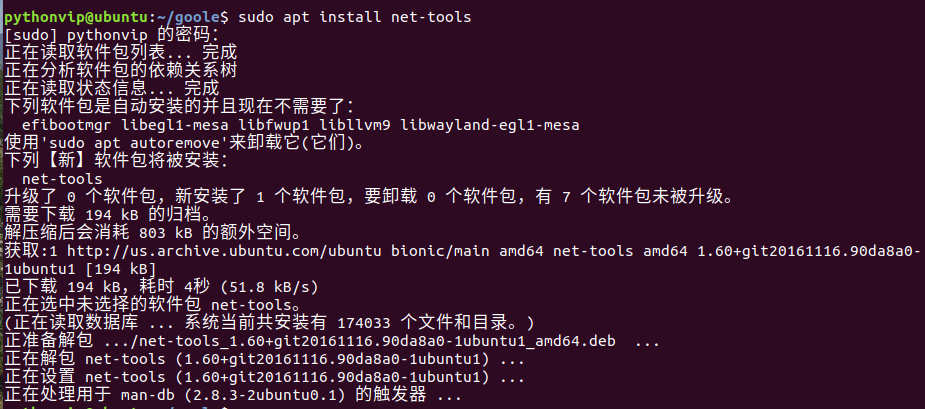 pythonvip@ubuntu:~/goole$ sudo apt install net-tools
[sudo] pythonvip 的密码：
正在读取软件包列表... 完成
正在分析软件包的依赖关系树
正在读取状态信息... 完成
下列软件包是自动安装的并且现在不需要了：
  efibootmgr libegl1-mesa libfwup1 libllvm9 libwayland-egl1-mesa
使用'sudo apt autoremove'来卸载它(它们)。
下列【新】软件包将被安装：
  net-tools
升级了 0 个软件包，新安装了 1 个软件包，要卸载 0 个软件包，有 7 个软件包未被升级。
需要下载 194 kB 的归档。
解压缩后会消耗 803 kB 的额外空间。
获取:1 http://us.archive.ubuntu.com/ubuntu bionic/main amd64 net-tools amd64 1.60+git20161116.90da8a0-
1ubuntu1 [194 kB]
已下载 194 kB，耗时 4秒 (51.8 kB/s)
正在选中未选择的软件包 net-tools。
(正在读取数据库 ... 系统当前共安装有 174033 个文件和目录。)
正准备解包 .../net-tools_1.60+git20161116.90da8a0-1ubuntu1_amd64.deb  ...
正在解包 net-tools (1.60+git20161116.90da8a0-1ubuntu1) ...
正在设置 net-tools (1.60+git20161116.90da8a0-1ubuntu1) ...
正在处理用于 man-db (2.8.3-2ubuntu0.1) 的触发器 ...